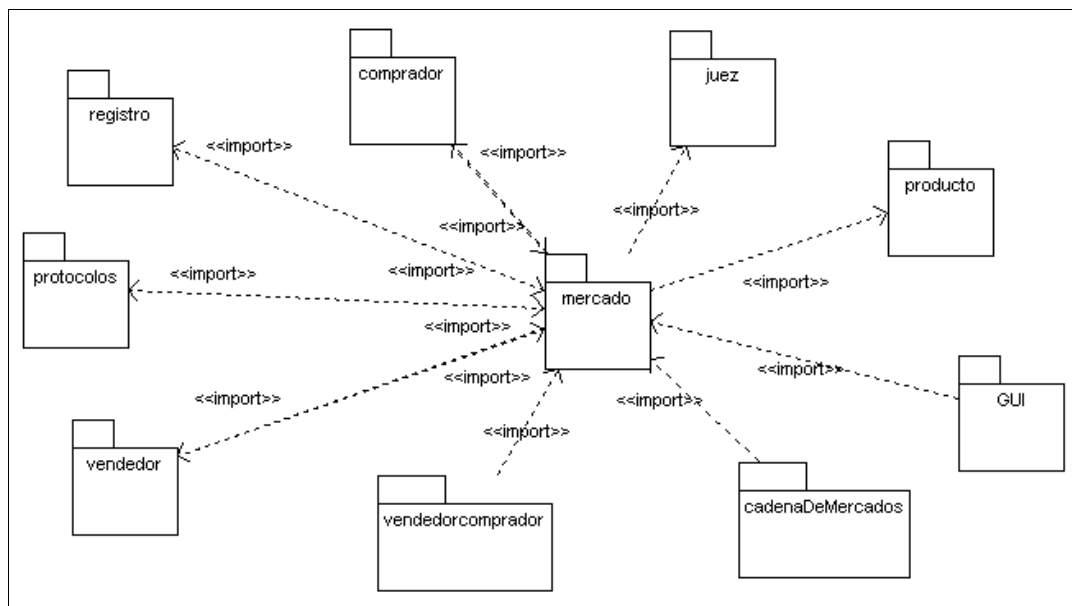 comprador
juez
registro
<<import>>
<<import>>
producto
<<import>>
<<import>>
<<import>>
protocolos
<<import>>
<<import>>
<<import>>
mercado
<<import>>
<<import>>
<<import>>
<<import>>
<<import>>
GUI
<<import>>
vendedor
vendedorcomprador
cadenaDeMercados